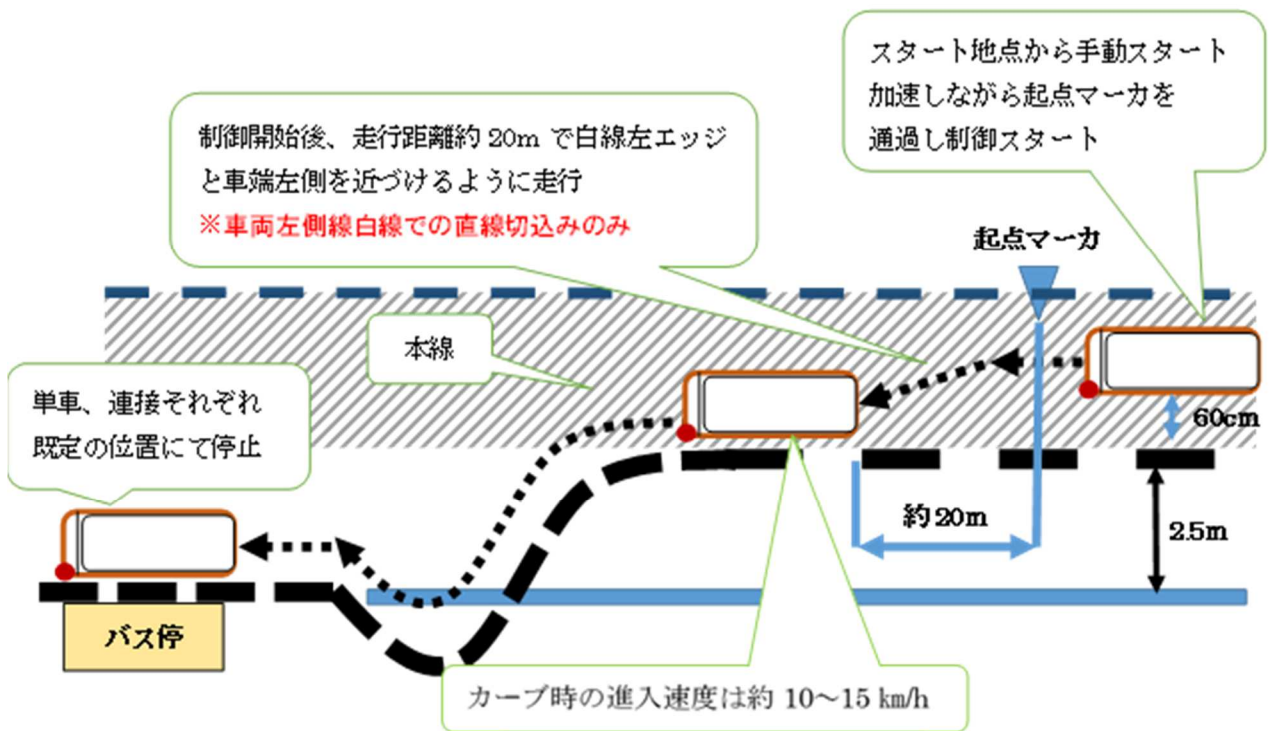 スタート地点から手動スタート
加速しながら起点マーカを
通過し制御スタート
制御開始後、走行距離約 20m で白線左エッジ
と車端左側を近づけるように走行
※車両左側線白線での直線切込みのみ
起点マーカ
本線
単車、連接それぞれ
既定の位置にて停止
60cm
約 20m
2.5m
バス停
カーブ時の進入速度は約 10～15 ㎞/h